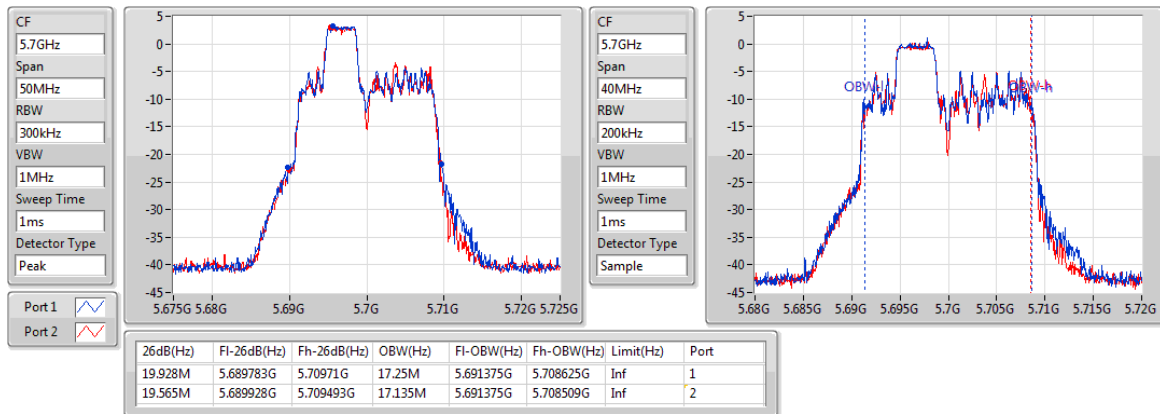 CF
5.7GHz
Span
50MHz
RBW
300kHz
VBW
1MHz
Sweep Time
1ms
Detector Type
Peak
Port 1
Port 2
5
0
-5
-10
-15
-20
-25
-30
-35
-40
-45
5.675G 5.68G 5.69G 5.7G 5.71G 5.72G 5.725G
CF
5.7GHz
Span
40MHz
RBW
200kHz
VBW
1MHz
Sweep Time
1ms
Detector Type
Sample
5
0
-5
-10
-15
-20
-25
-30
-35
-40
-45
OBW-l OBW-h
5.68G 5.685G 5.69G 5.695G 5.7G 5.705G 5.71G 5.715G 5.72G
26dB(Hz) Fl-26dB(Hz) Fh-26dB(Hz) OBW(Hz) Fl-OBW(Hz) Fh-OBW(Hz) Limit(Hz) Port
19.928M 5.689783G 5.70971G 17.25M 5.691375G 5.708625G Inf 1
19.565M 5.689928G 5.709493G 17.135M 5.691375G 5.708509G Inf 2